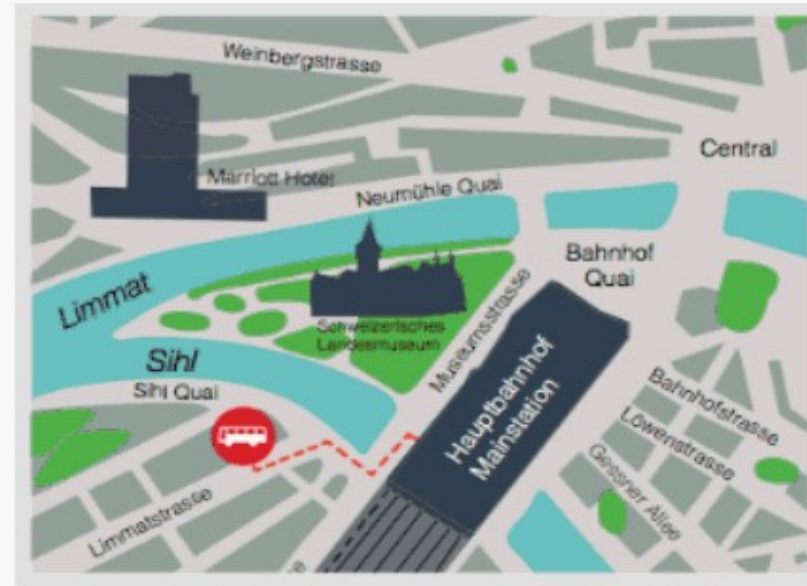 Weinbergstrasse
Central
Marriott Hotel
Neumühle Quai
Bahnhof
Quai
Limmat
Schweizerisches
Landesmuseum
Museumsstrasse
Sihl
Sihl Quai
Hauptbahnhof
Mainstation
Bahnhofstrasse
Löwenstrasse
Gessner Allee
Limmatstrasse